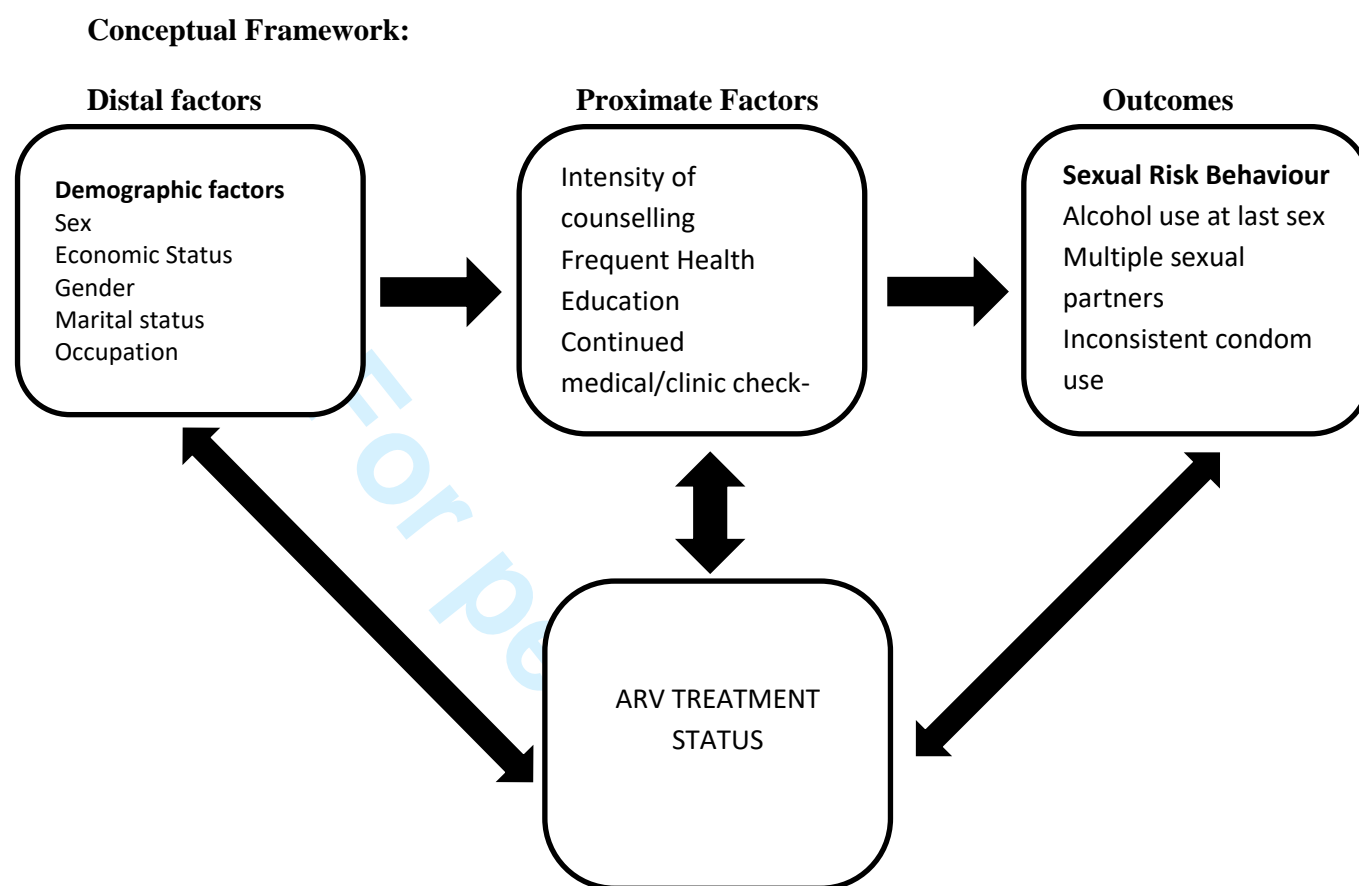 Conceptual Framework:
Distal factors
Proximate Factors
Outcomes
Demographic factors
Sex
Economic Status
Gender
Marital status
Occupation
Intensity of
counselling
Frequent Health
Education
Continued
medical/clinic check-
Sexual Risk Behaviour
Alcohol use at last sex
Multiple sexual
partners
Inconsistent condom
use
ARV TREATMENT
STATUS
For pe